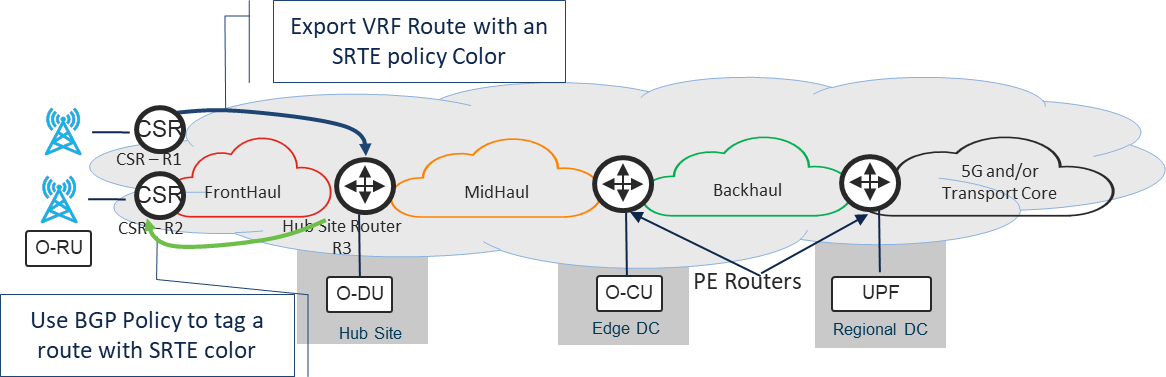 Export VRF Route with an
SRTE policy Color
CSR
CSR – R1
CSR
CSR – R2
O-RU
FrontHaul
Hub Site Router
R3
MidHaul
Backhaul
5G and/or
Transport Core
PE Routers
O-DU
Hub Site
O-CU
Edge DC
UPF
Regional DC
Use BGP Policy to tag a
route with SRTE color